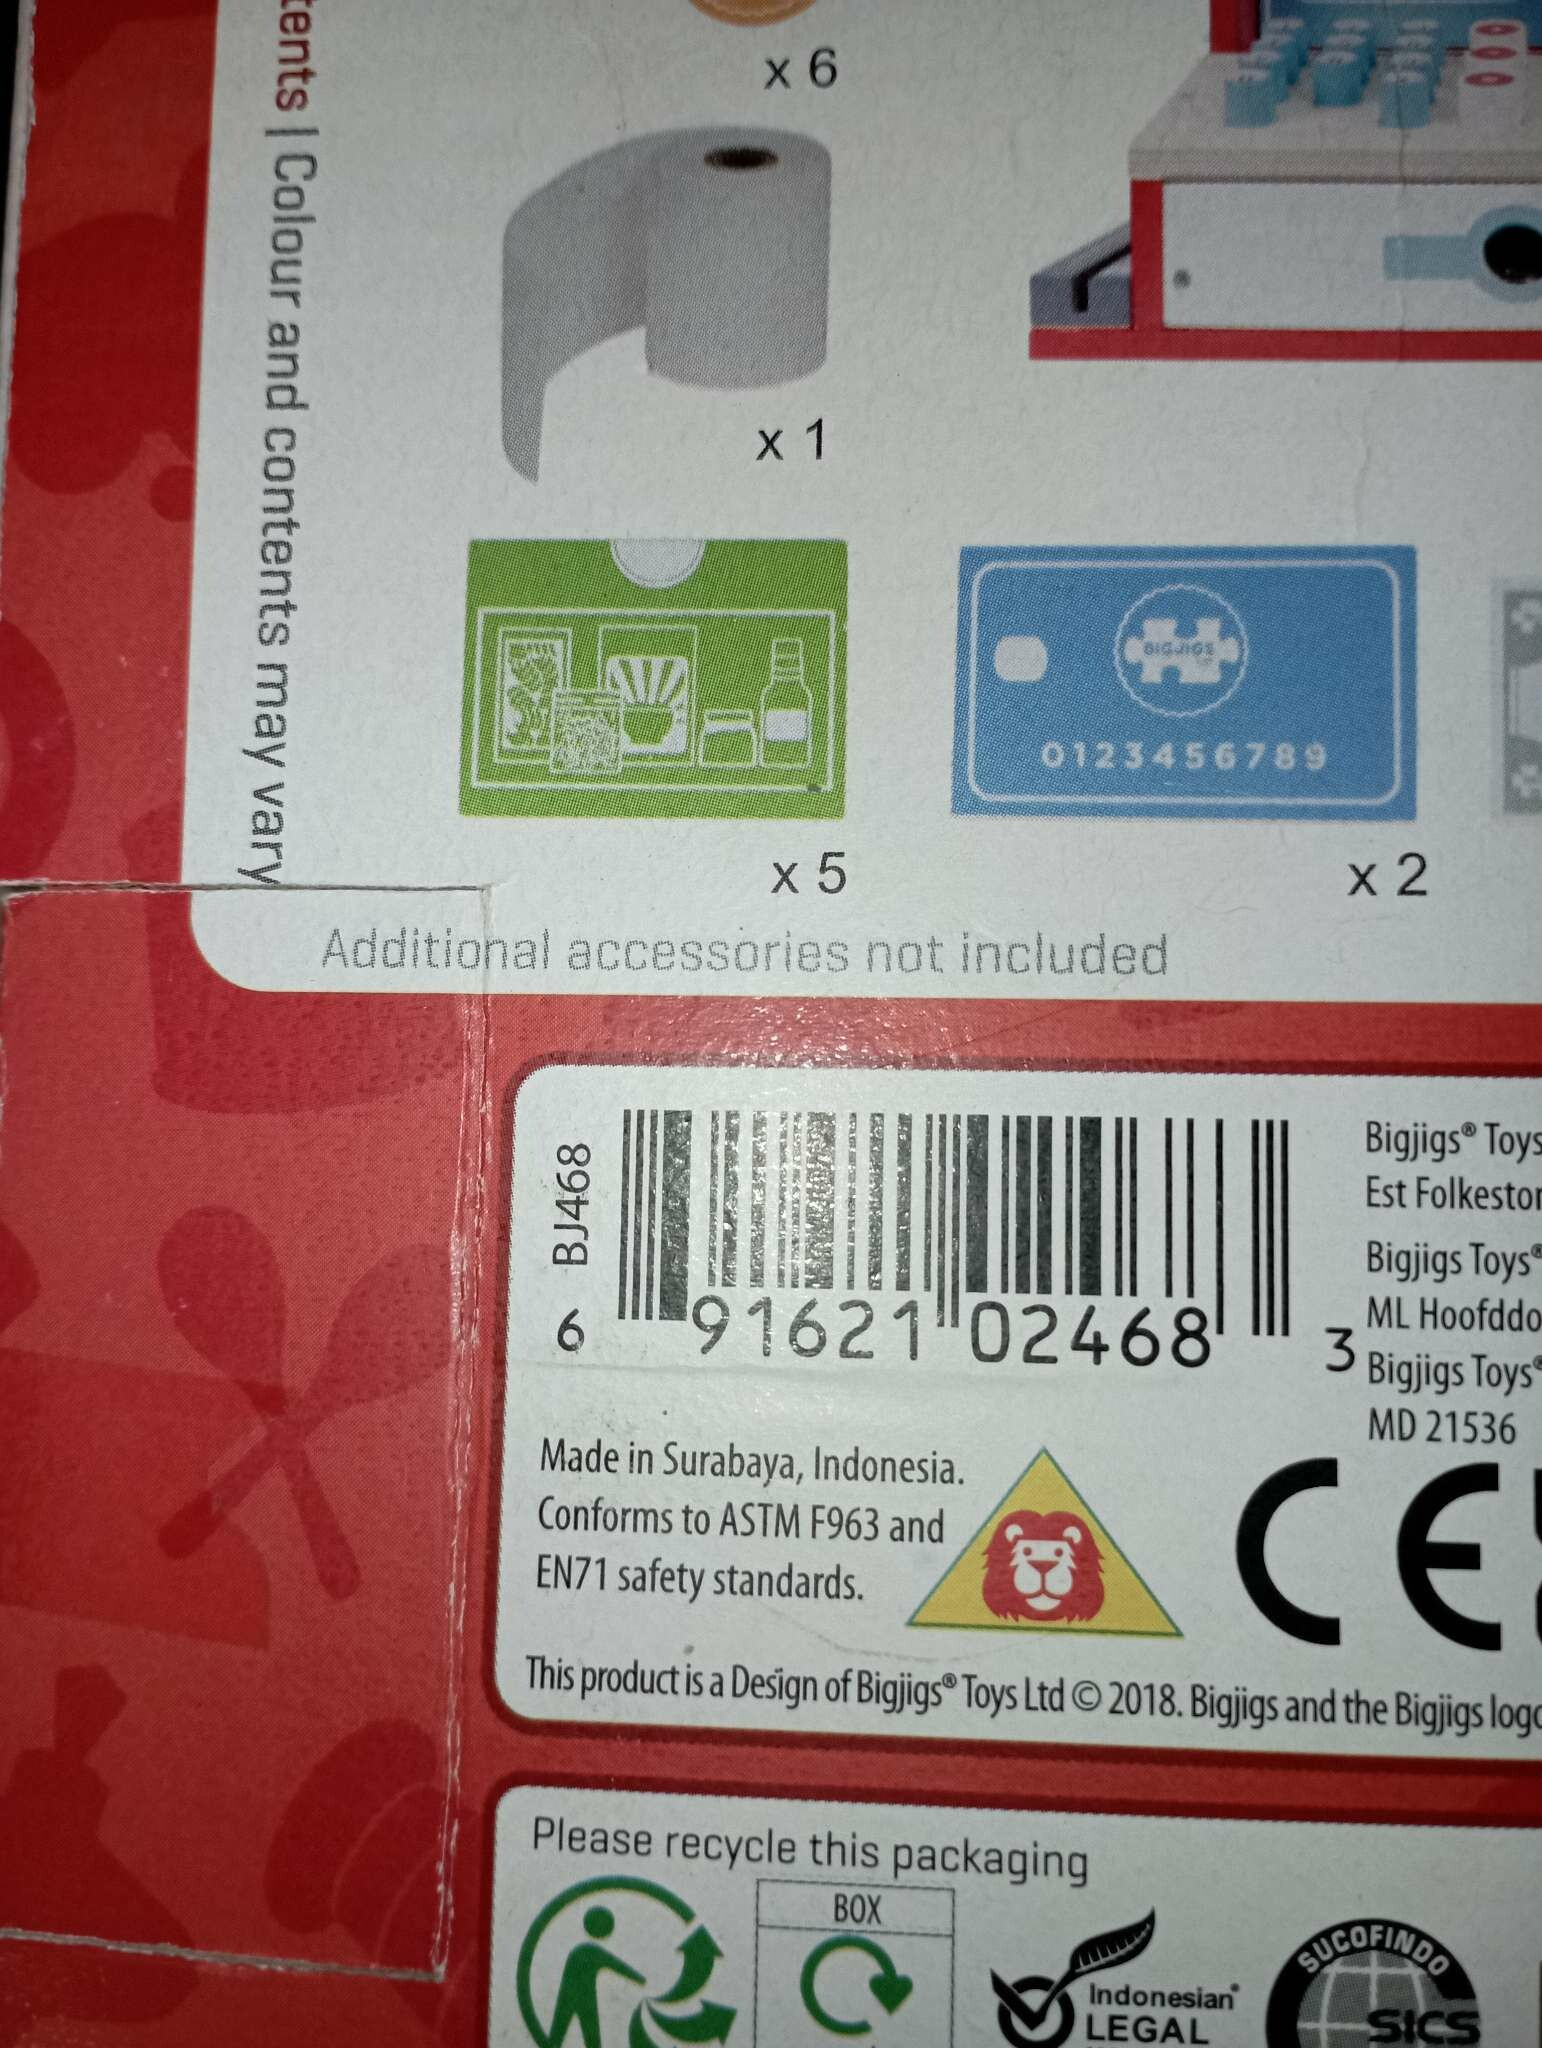 tents | Colour and contents may vary
x 6
x 1
BIGJIGS
0123456789
x 5
x 2
Additional accessories not included
BJ468
6 91621 02468 3
Bigjigs® Toys
Est Folkeston
Bigjigs Toys®
ML Hoofddo
Bigjigs Toys®
MD 21536
Made in Surabaya, Indonesia.
Conforms to ASTM F963 and
EN71 safety standards.
CE
This product is a Design of Bigjigs® Toys Ltd © 2018. Bigjigs and the Bigjigs logo
Please recycle this packaging
BOX
Indonesian
LEGAL
SUCOFINDO
SICS